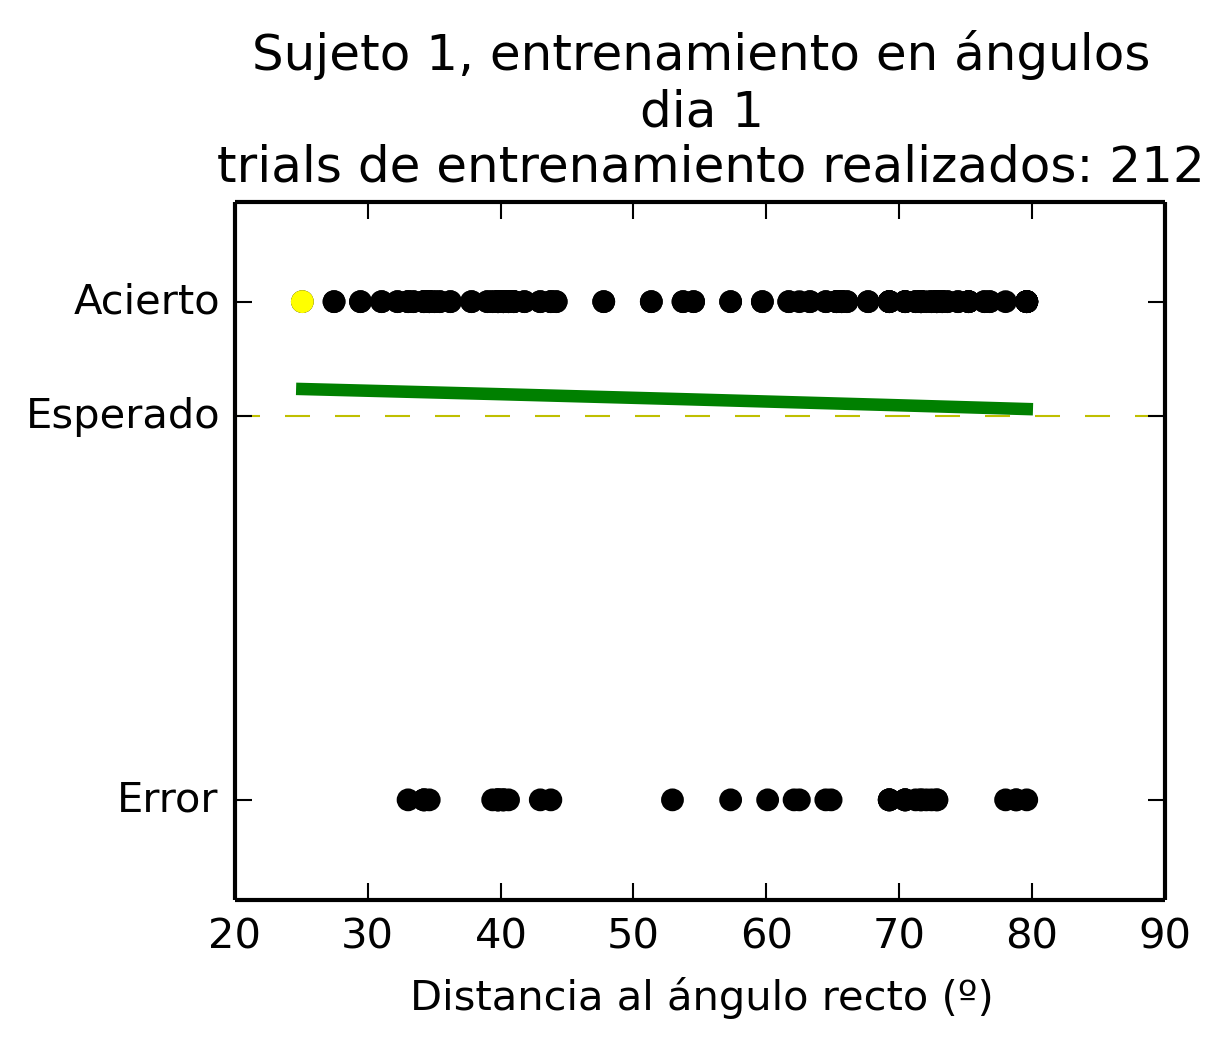 Sujeto 1, entrenamiento en ángulos
dia 1
trials de entrenamiento realizados: 212
Acierto
Esperado
Error
20 30 40 50 60 70 80 90
Distancia al ángulo recto (º)